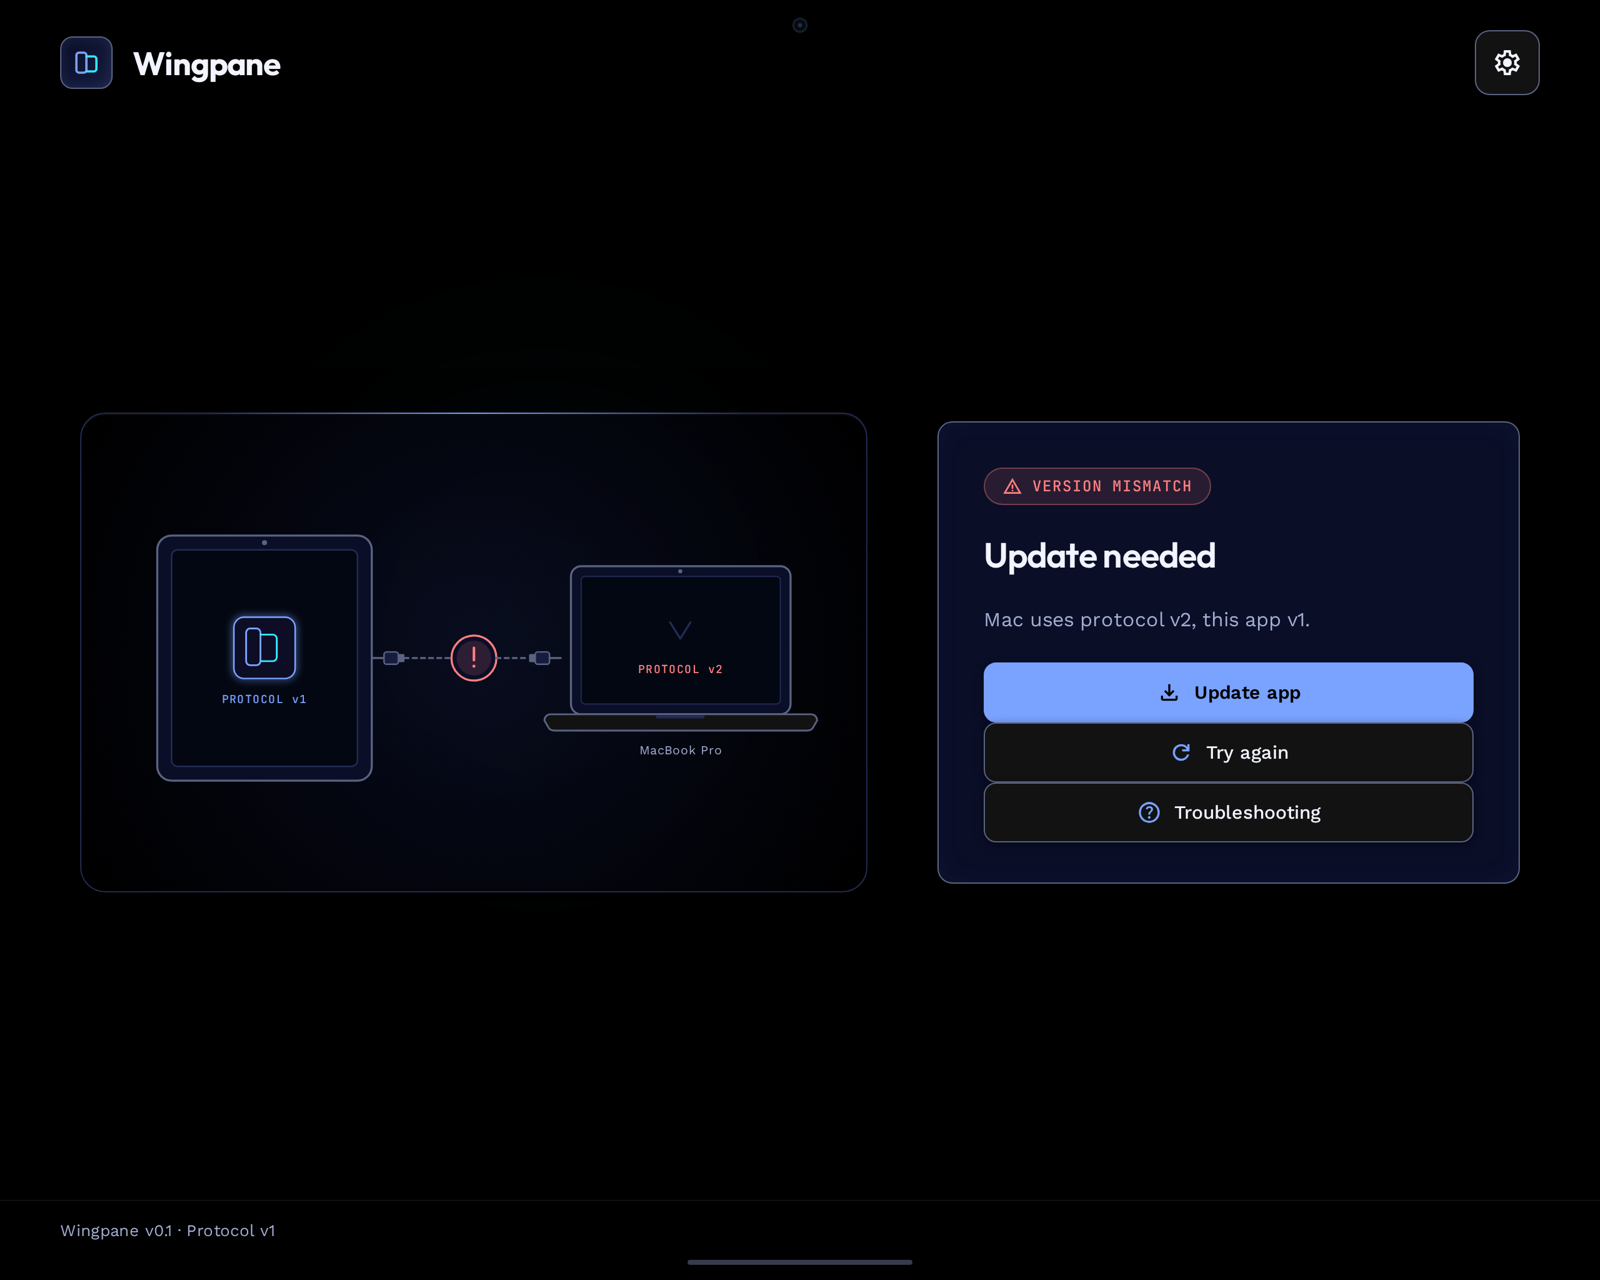 Wingpane
PROTOCOL v1
PROTOCOL v2
MacBook Pro
VERSION MISMATCH
Update needed
Mac uses protocol v2, this app v1.
Update app
Try again
Troubleshooting
Wingpane v0.1 · Protocol v1